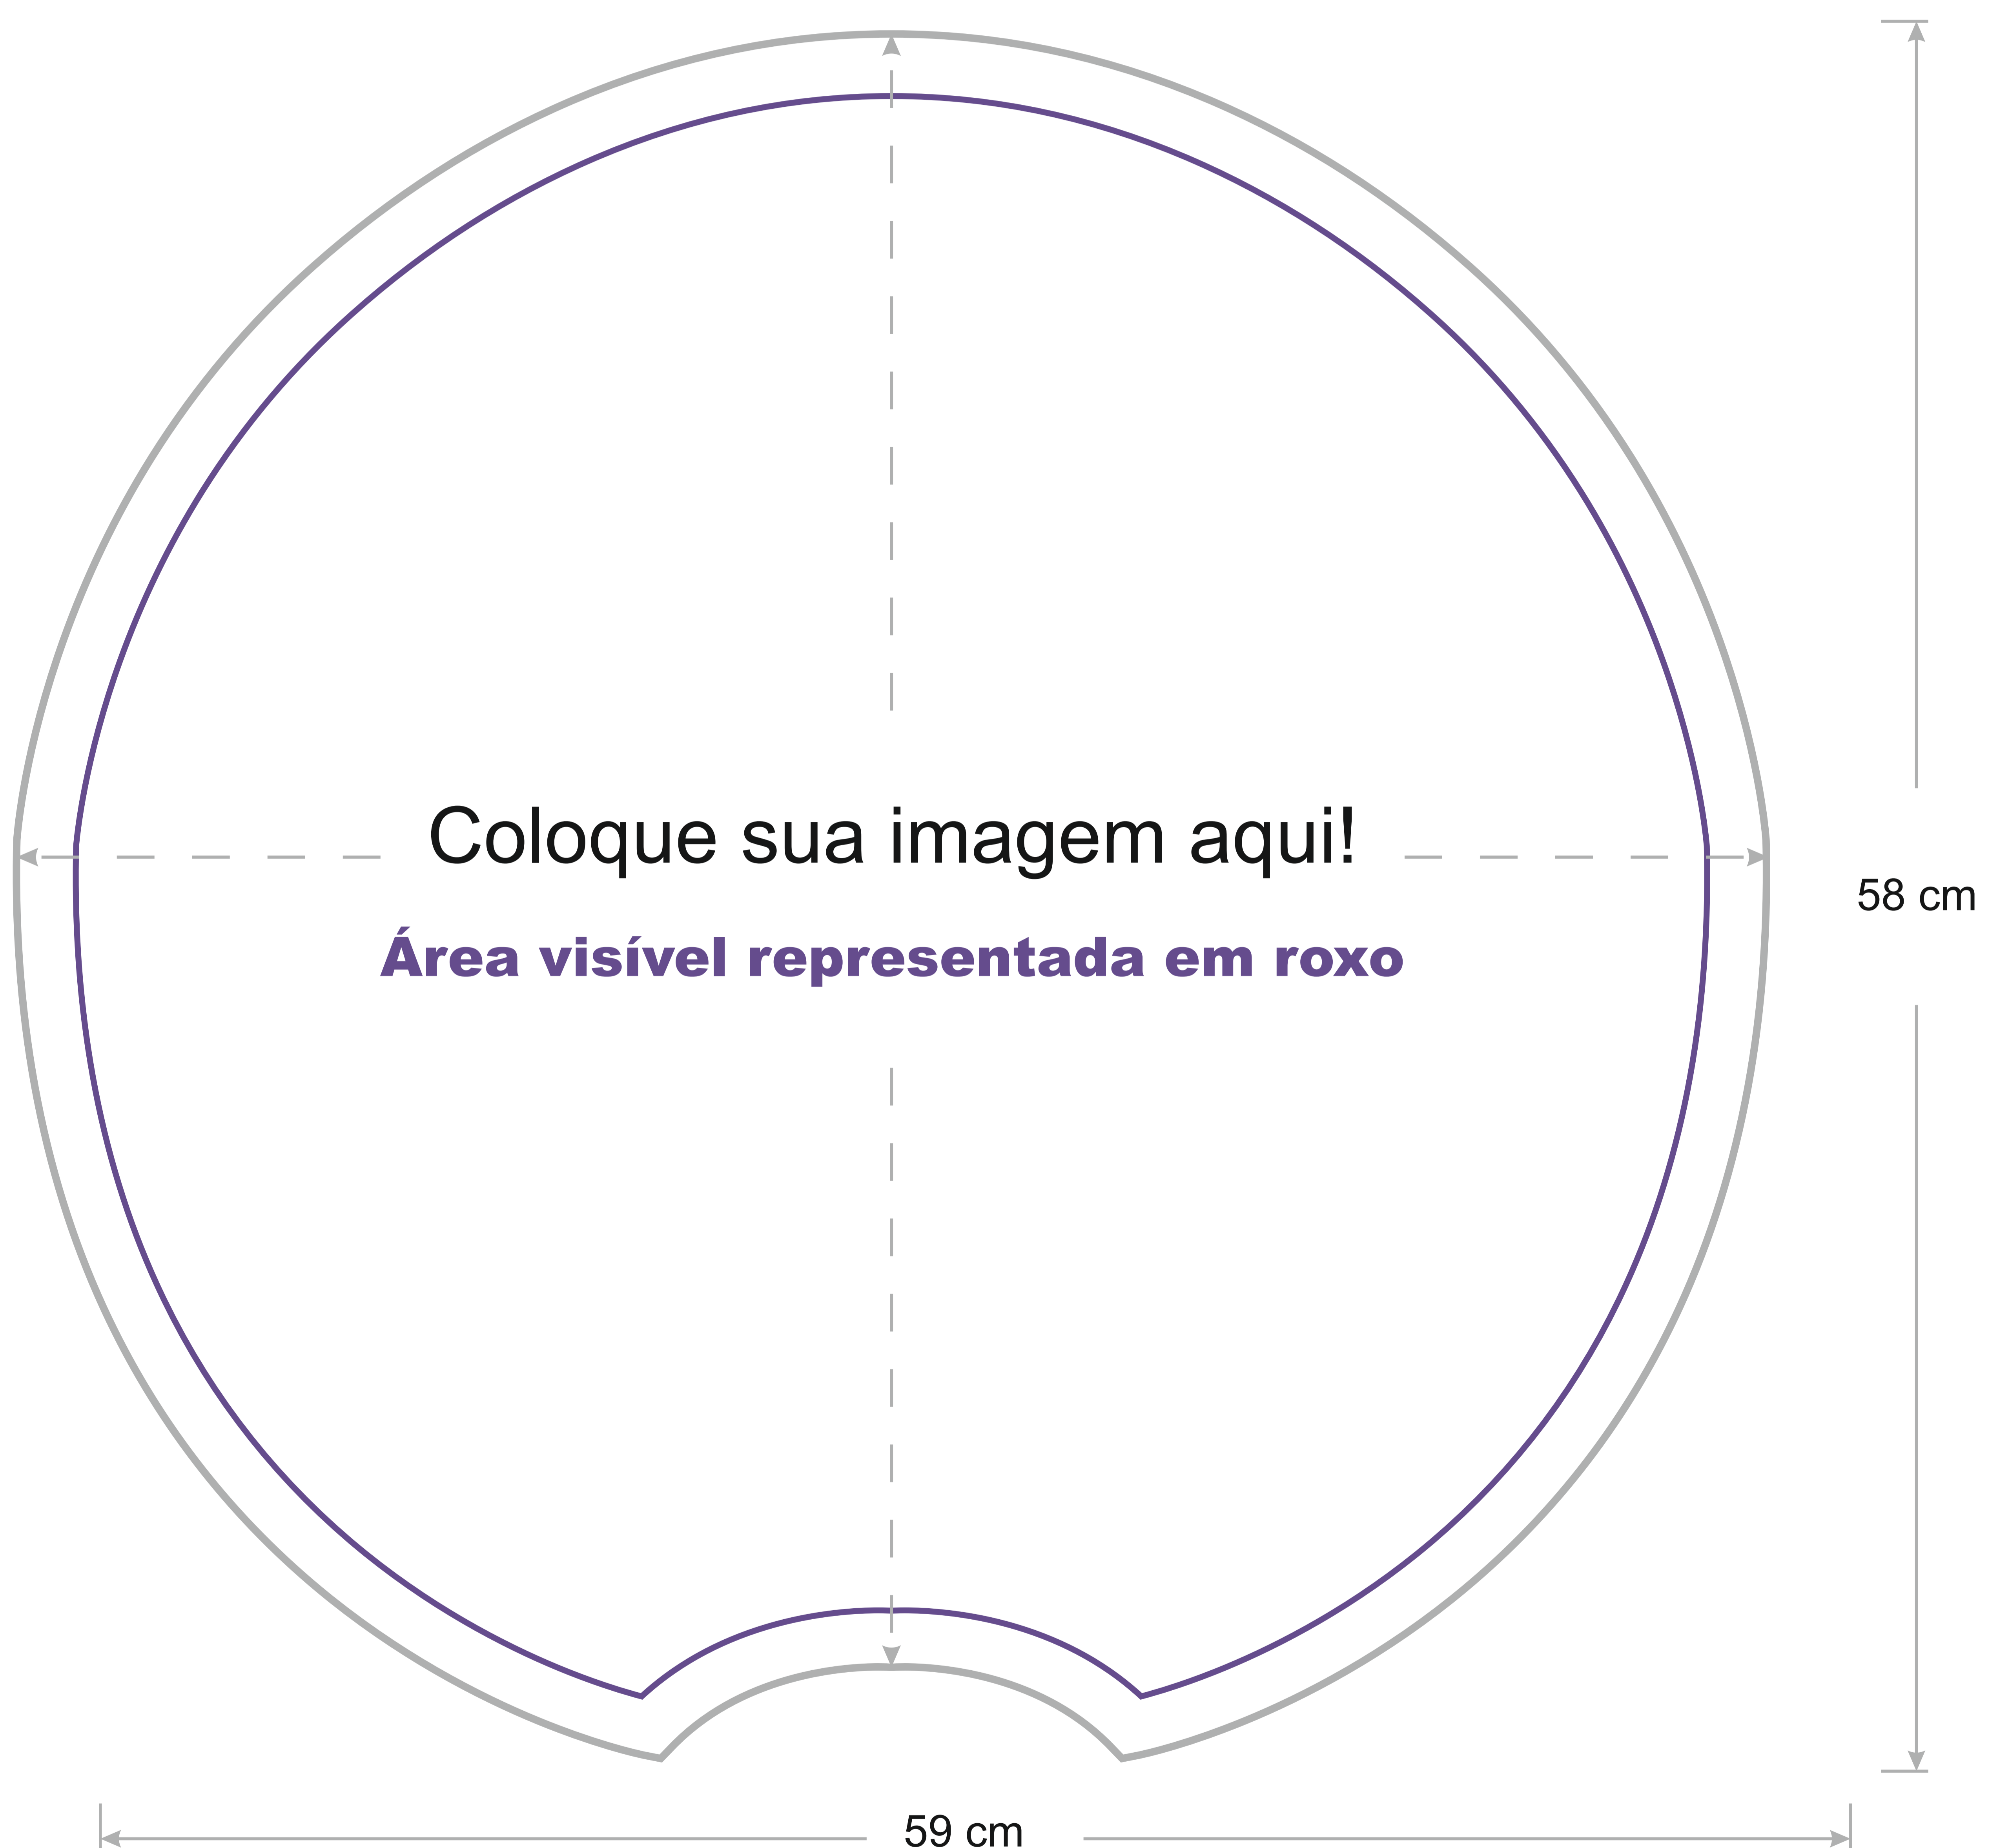 Coloque sua imagem aqui!
58 cm
Área visível representada em roxo
59 cm